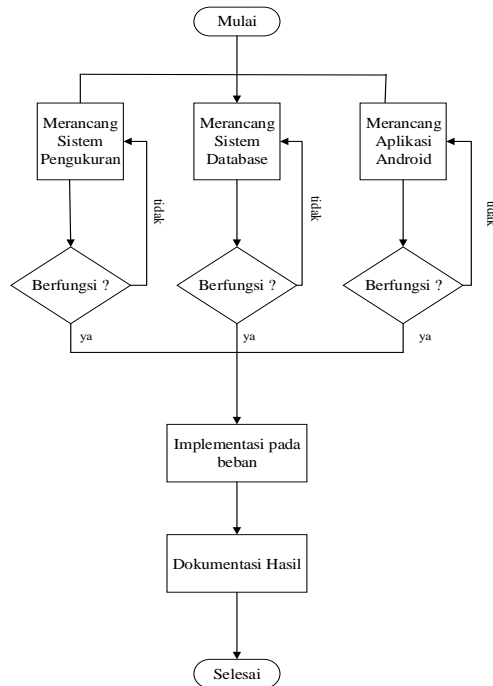 Mulai
Merancang
Sistem
Pengukuran
Merancang
Sistem
Database
Merancang
Aplikasi
Android
tidak
tidak
tidak
Berfungsi ?
Berfungsi ?
Berfungsi ?
ya
ya
ya
Implementasi pada
beban
Dokumentasi Hasil
Selesai